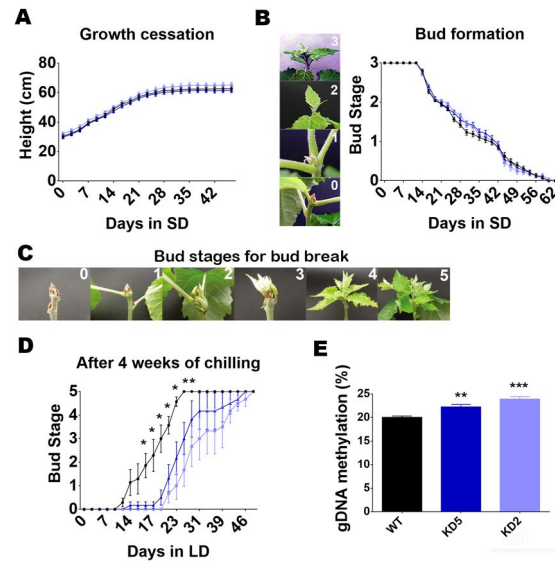 A
Growth cessation
Height (cm)
100
80
60
40
20
0
0 7 14 21 28 35 42
Days in SD
B
Bud formation
3
2
1
0
Bud Stage
3
2
1
0
0 7 14 21 28 35 42 49 56 62
Days in SD
C
Bud stages for bud break
0 1 2 3 4 5
D
After 4 weeks of chilling
* * * * * **
Bud Stage
5
4
3
2
1
0
0 7 14 17 23 31 39 46
Days in LD
E
gDNA methylation (%)
30
25
20
15
10
5
0
** ***
WT KD5 KD2